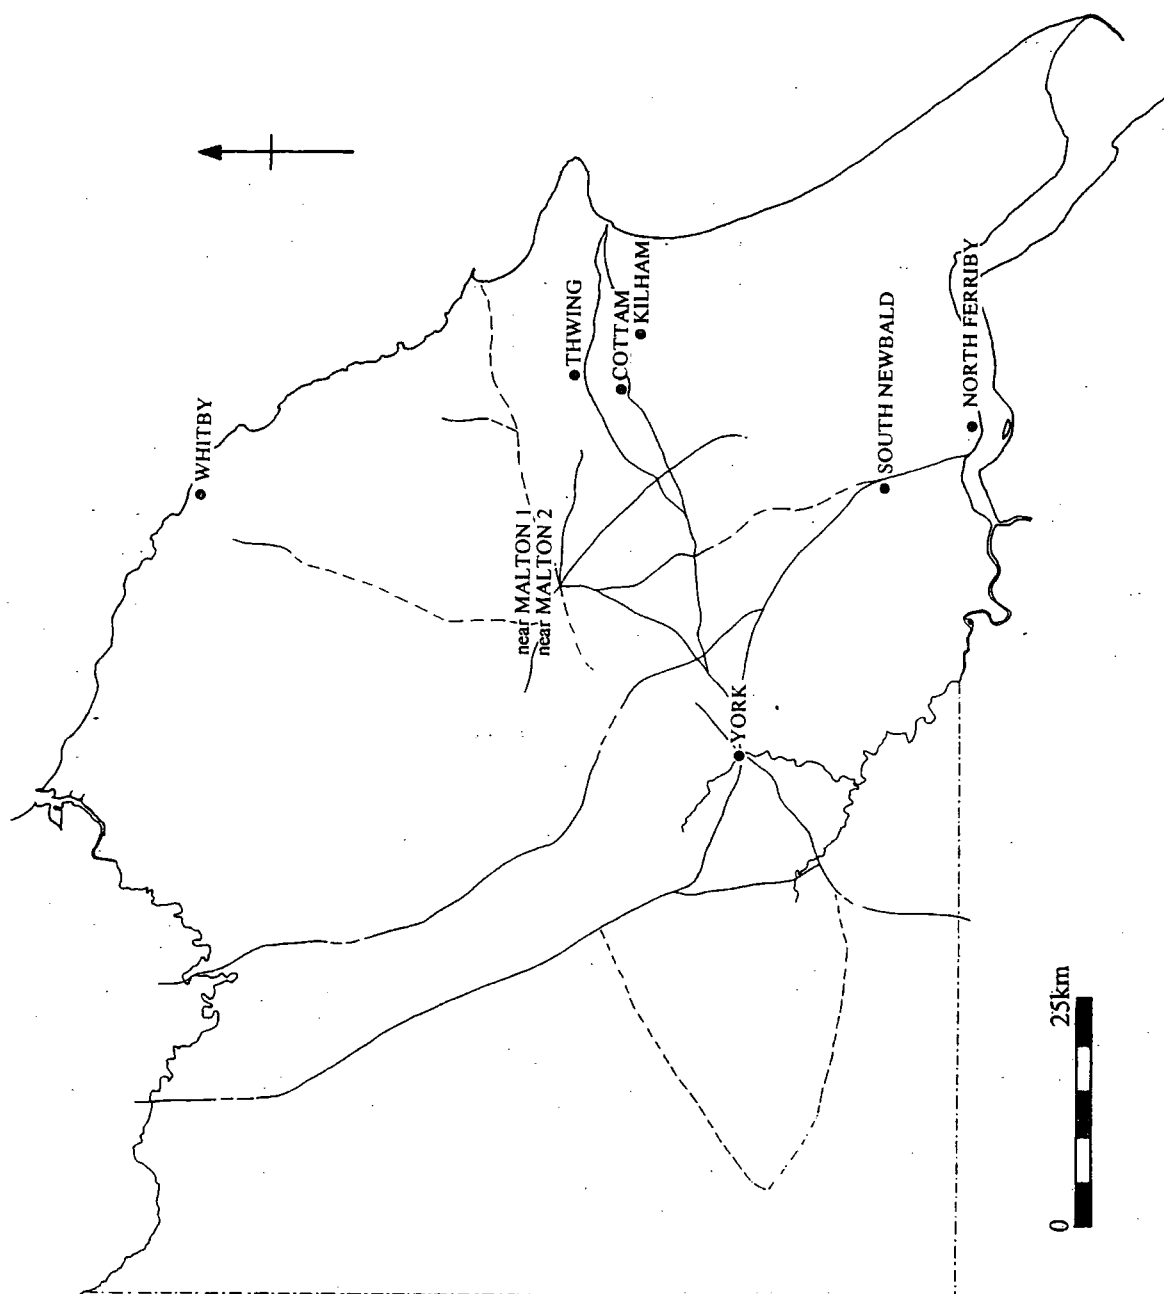 WHITBY
THWING
COTTAM
KILHAM
near MALTON 1
near MALTON 2
YORK
SOUTH NEWBALD
NORTH FERRIBY
0
25km